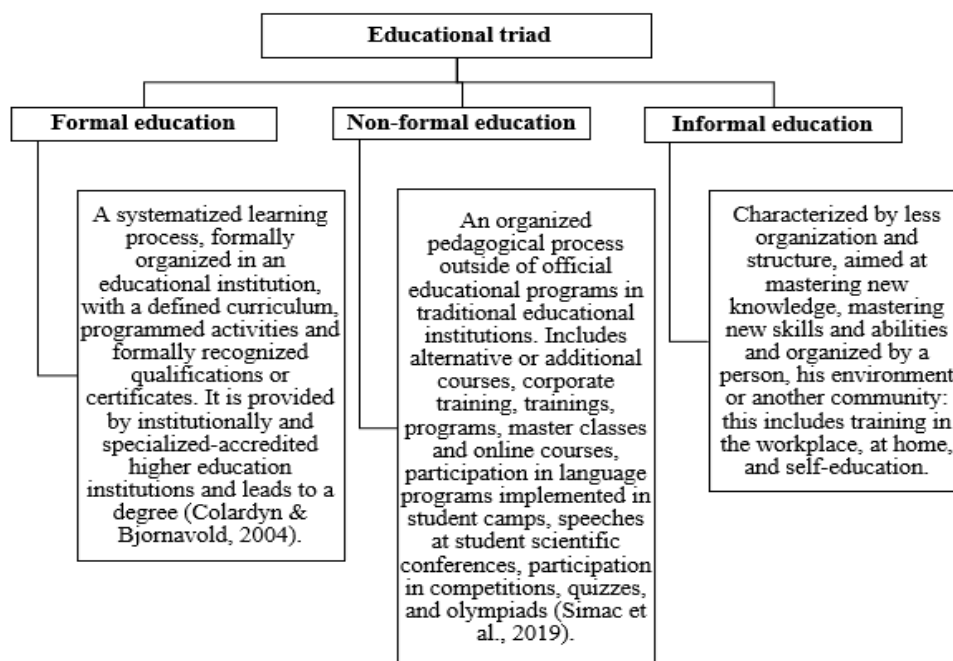 Educational triad
Formal education
Non-formal education
Informal education
A systematized learning
process, formally
organized in an
educational institution,
with a defined curriculum,
programmed activities and
formally recognized
qualifications or
certificates. It is provided
by institutionally and
specialized-accredited
higher education
institutions and leads to a
degree (Colardyn &
Bjornavold, 2004).
An organized
pedagogical process
outside of official
educational programs in
traditional educational
institutions. Includes
alternative or additional
courses, corporate
training, trainings,
programs, master classes
and online courses,
participation in language
programs implemented in
student camps, speeches
at student scientific
conferences, participation
in competitions, quizzes,
and olympiads (Simac et
al., 2019).
Characterized by less
organization and
structure, aimed at
mastering new
knowledge, mastering
new skills and abilities
and organized by a
person, his environment
or another community:
this includes training in
the workplace, at home,
and self-education.